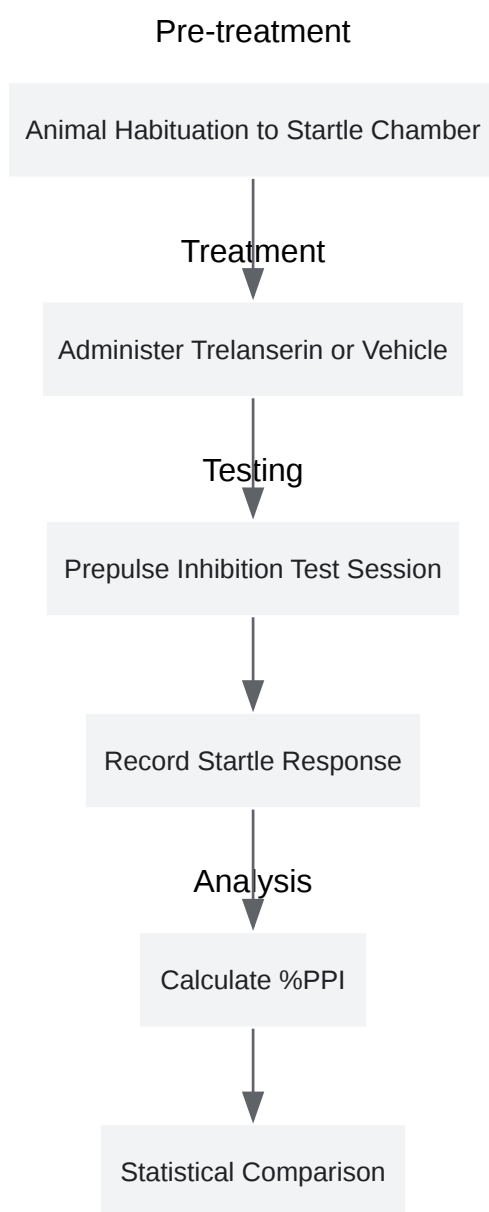 Pre-treatment
Animal Habituation to Startle Chamber
Treatment
Administer Trelanserin or Vehicle
Testing
Prepulse Inhibition Test Session
Record Startle Response
Analysis
Calculate %PPI
Statistical Comparison